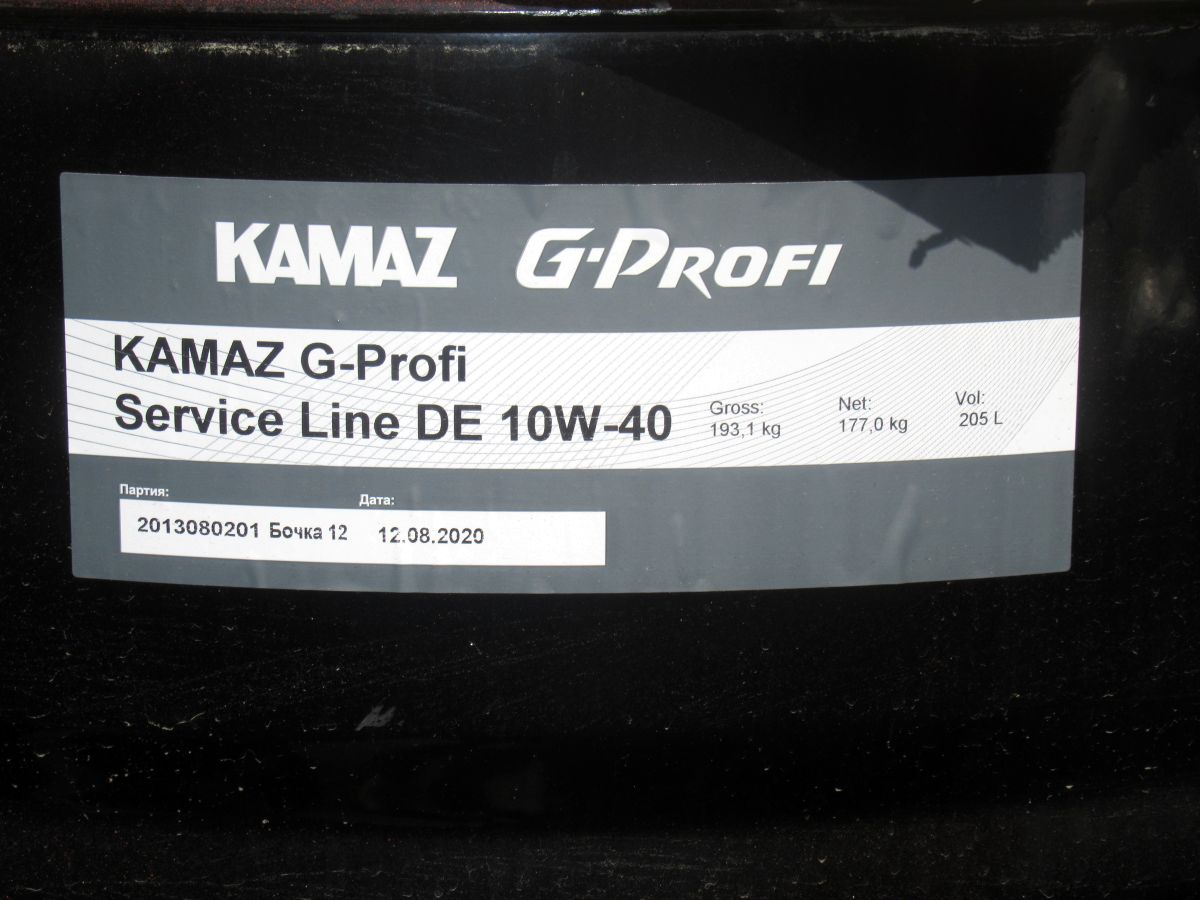 KAMAZ G-PROFI
KAMAZ G-Profi
Service Line DE 10W-40
Gross: Net: Vol:
193,1 kg 177,0 kg 205 L
Партия: Дата:
2013080201 Бочка 12 12.08.2020